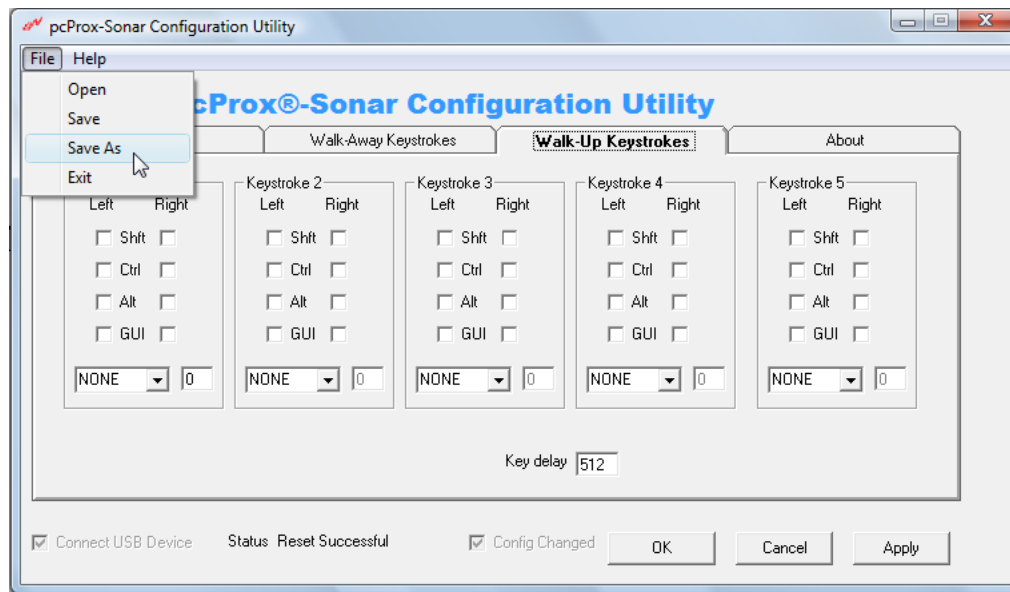 pcProx-Sonar Configuration Utility
File Help
Open
Save
Save As
Exit
cProx®-Sonar Configuration Utility
Walk-Away Keystrokes Walk-Up Keystrokes About
Keystroke 2 Keystroke 3 Keystroke 4 Keystroke 5
Left Right Left Right Left Right Left Right Left Right
Shft Shft Shft Shft Shft
Ctrl Ctrl Ctrl Ctrl Ctrl
Alt Alt Alt Alt Alt
GUI GUI GUI GUI GUI
NONE 0 NONE 0 NONE 0 NONE 0 NONE 0
Key delay 512
Connect USB Device Status Reset Successful Config Changed OK Cancel Apply